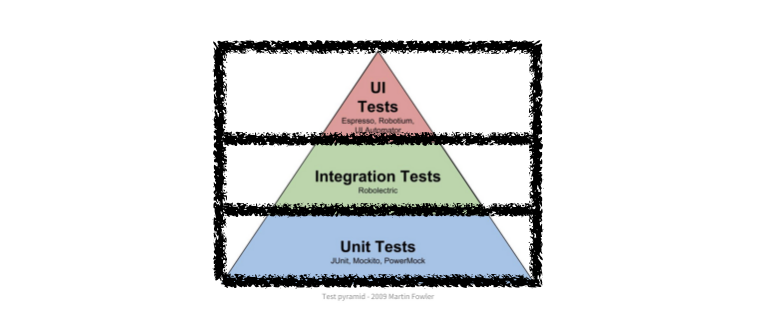 UI
Tests
Espresso, Robotium,
UI Automator
Integration Tests
Robolectric
Unit Tests
JUnit, Mockito, PowerMock
Test pyramid - 2009 Martin Fowler